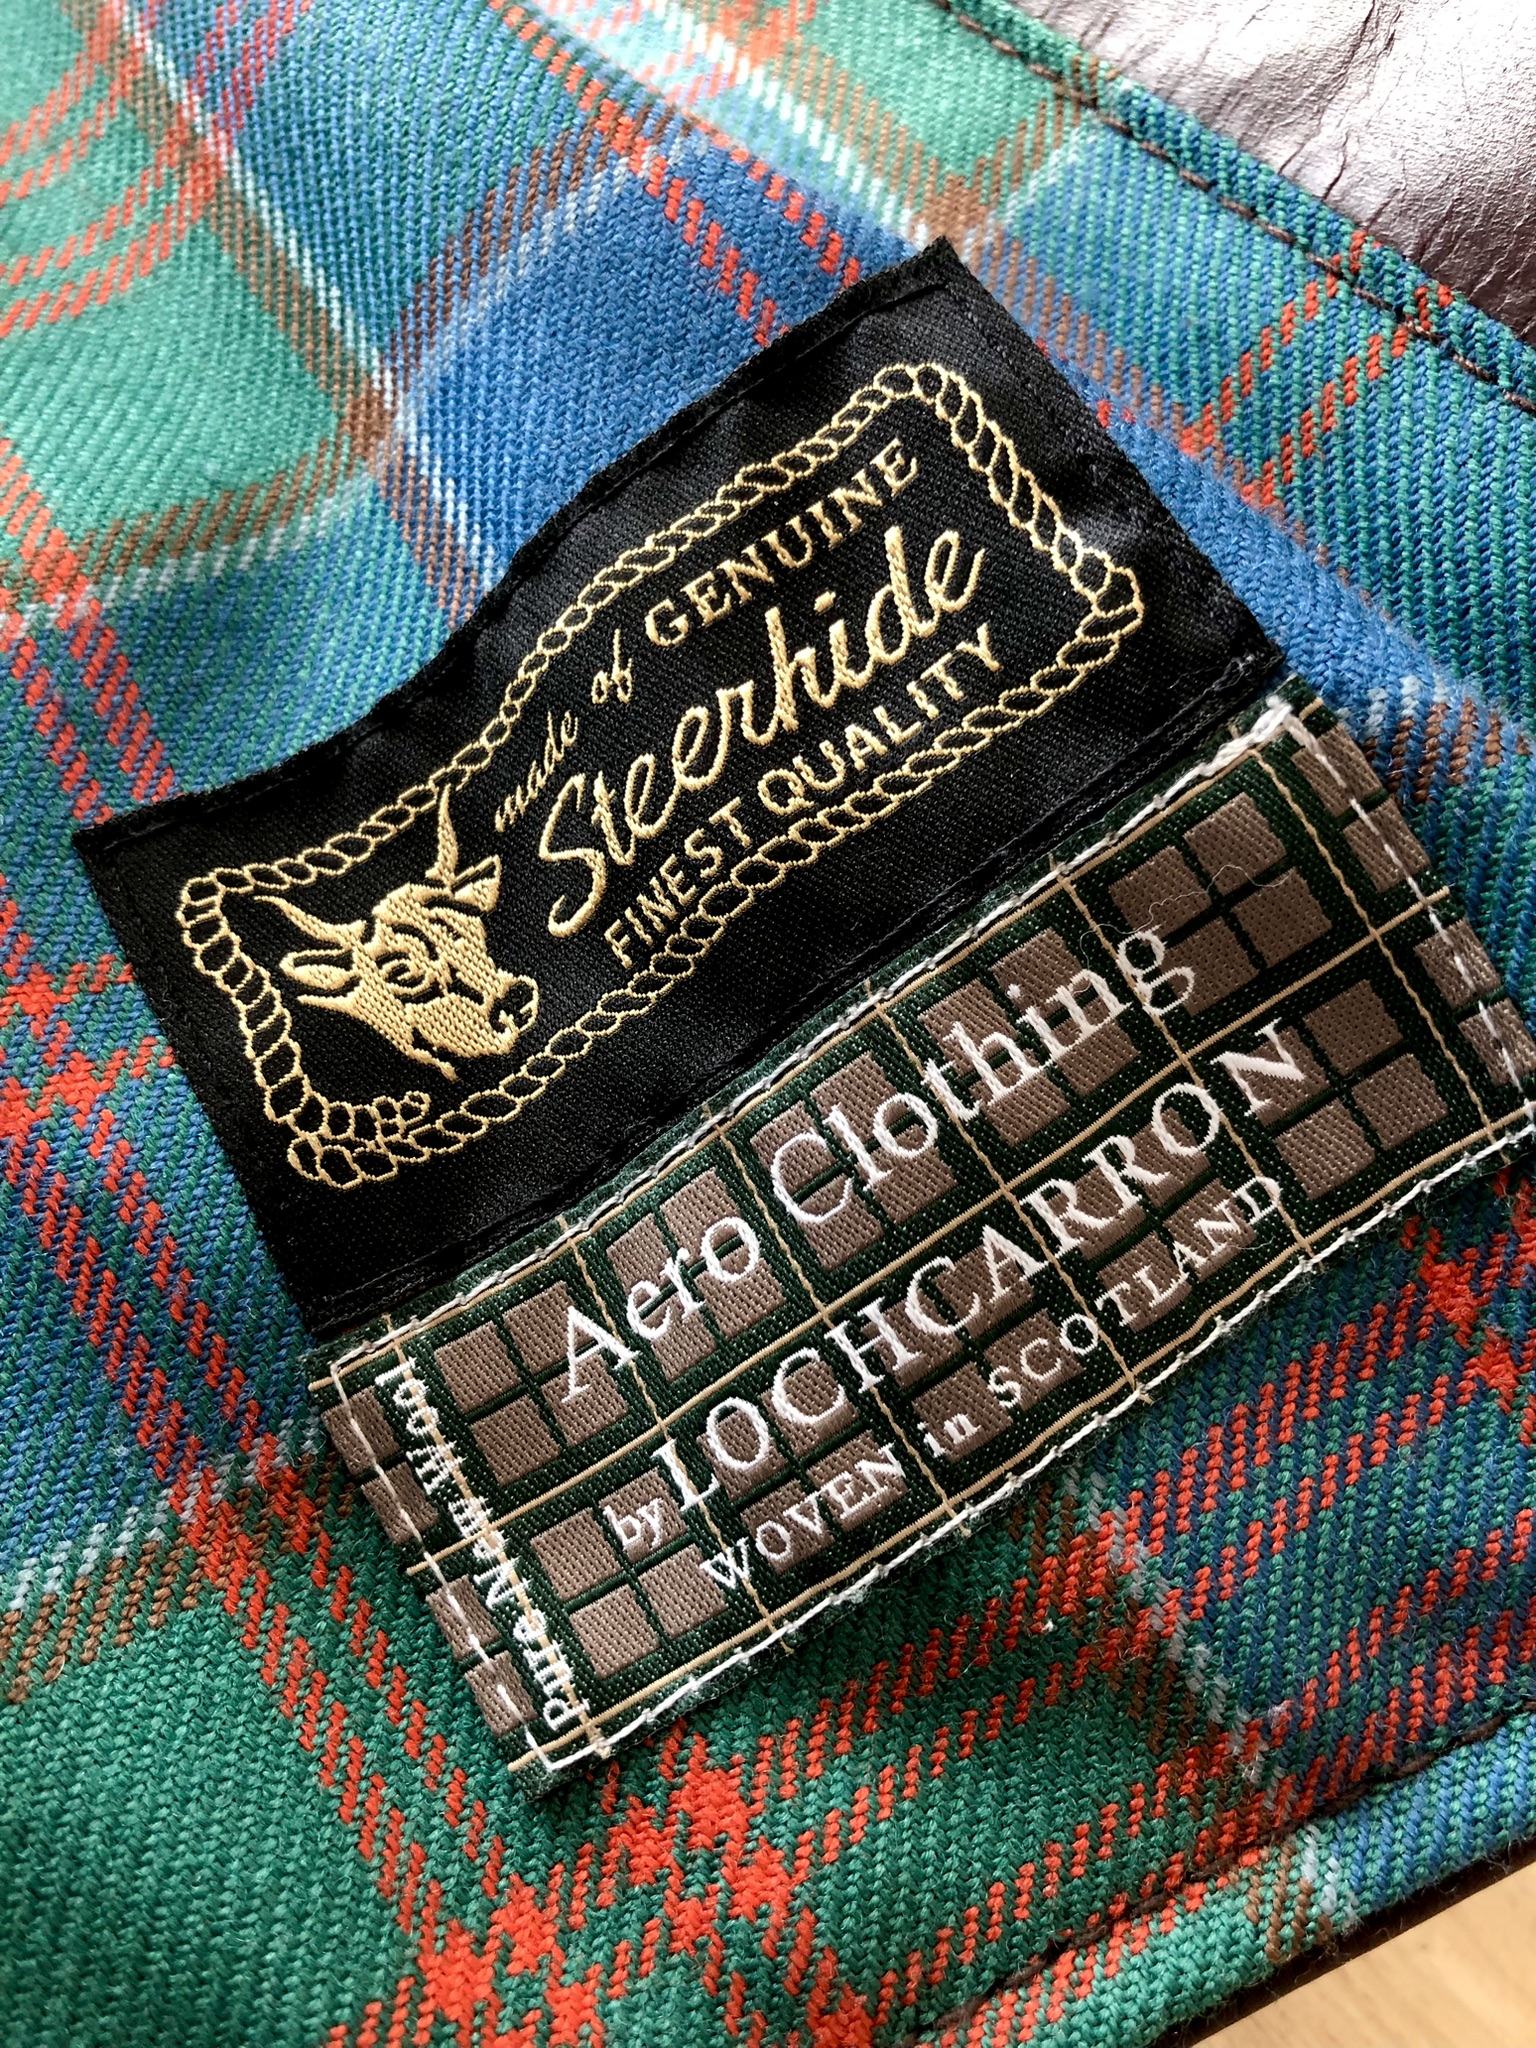 made of GENUINE
Steerhide
FINEST QUALITY
Aero Clothing
by LOCHCARRON
WOVEN in SCOTLAND
Pure New Wool